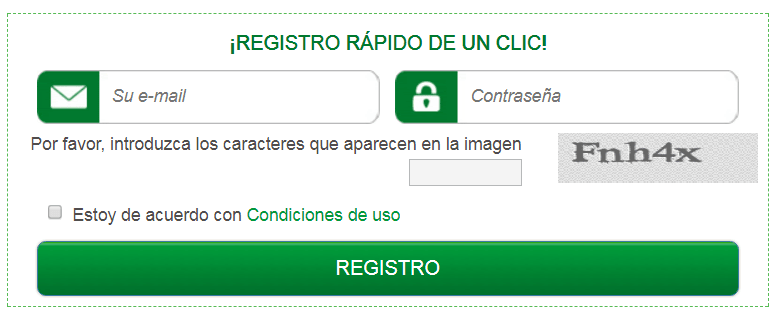 ¡REGISTRO RÁPIDO DE UN CLIC!
Su e-mail
Contraseña
Por favor, introduzca los caracteres que aparecen en la imagen
Fnh4x
Estoy de acuerdo con Condiciones de uso
REGISTRO